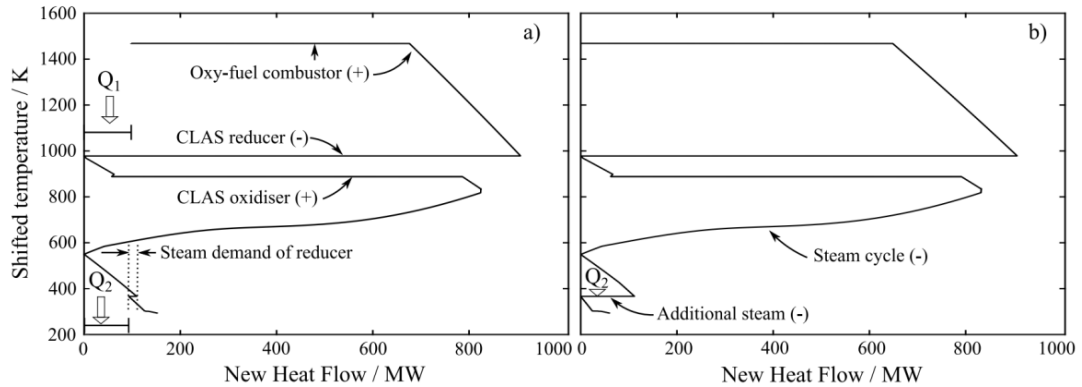 1600
1400
1200
1000
800
600
400
200
Shifted temperature / K
a)
Oxy-fuel combustor (+)
Q1
CLAS reducer (-)
CLAS oxidiser (+)
Steam demand of reducer
Q2
0 200 400 600 800 1000
New Heat Flow / MW
b)
Steam cycle (-)
Q2
Additional steam (-)
0 200 400 600 800 1000
New Heat Flow / MW